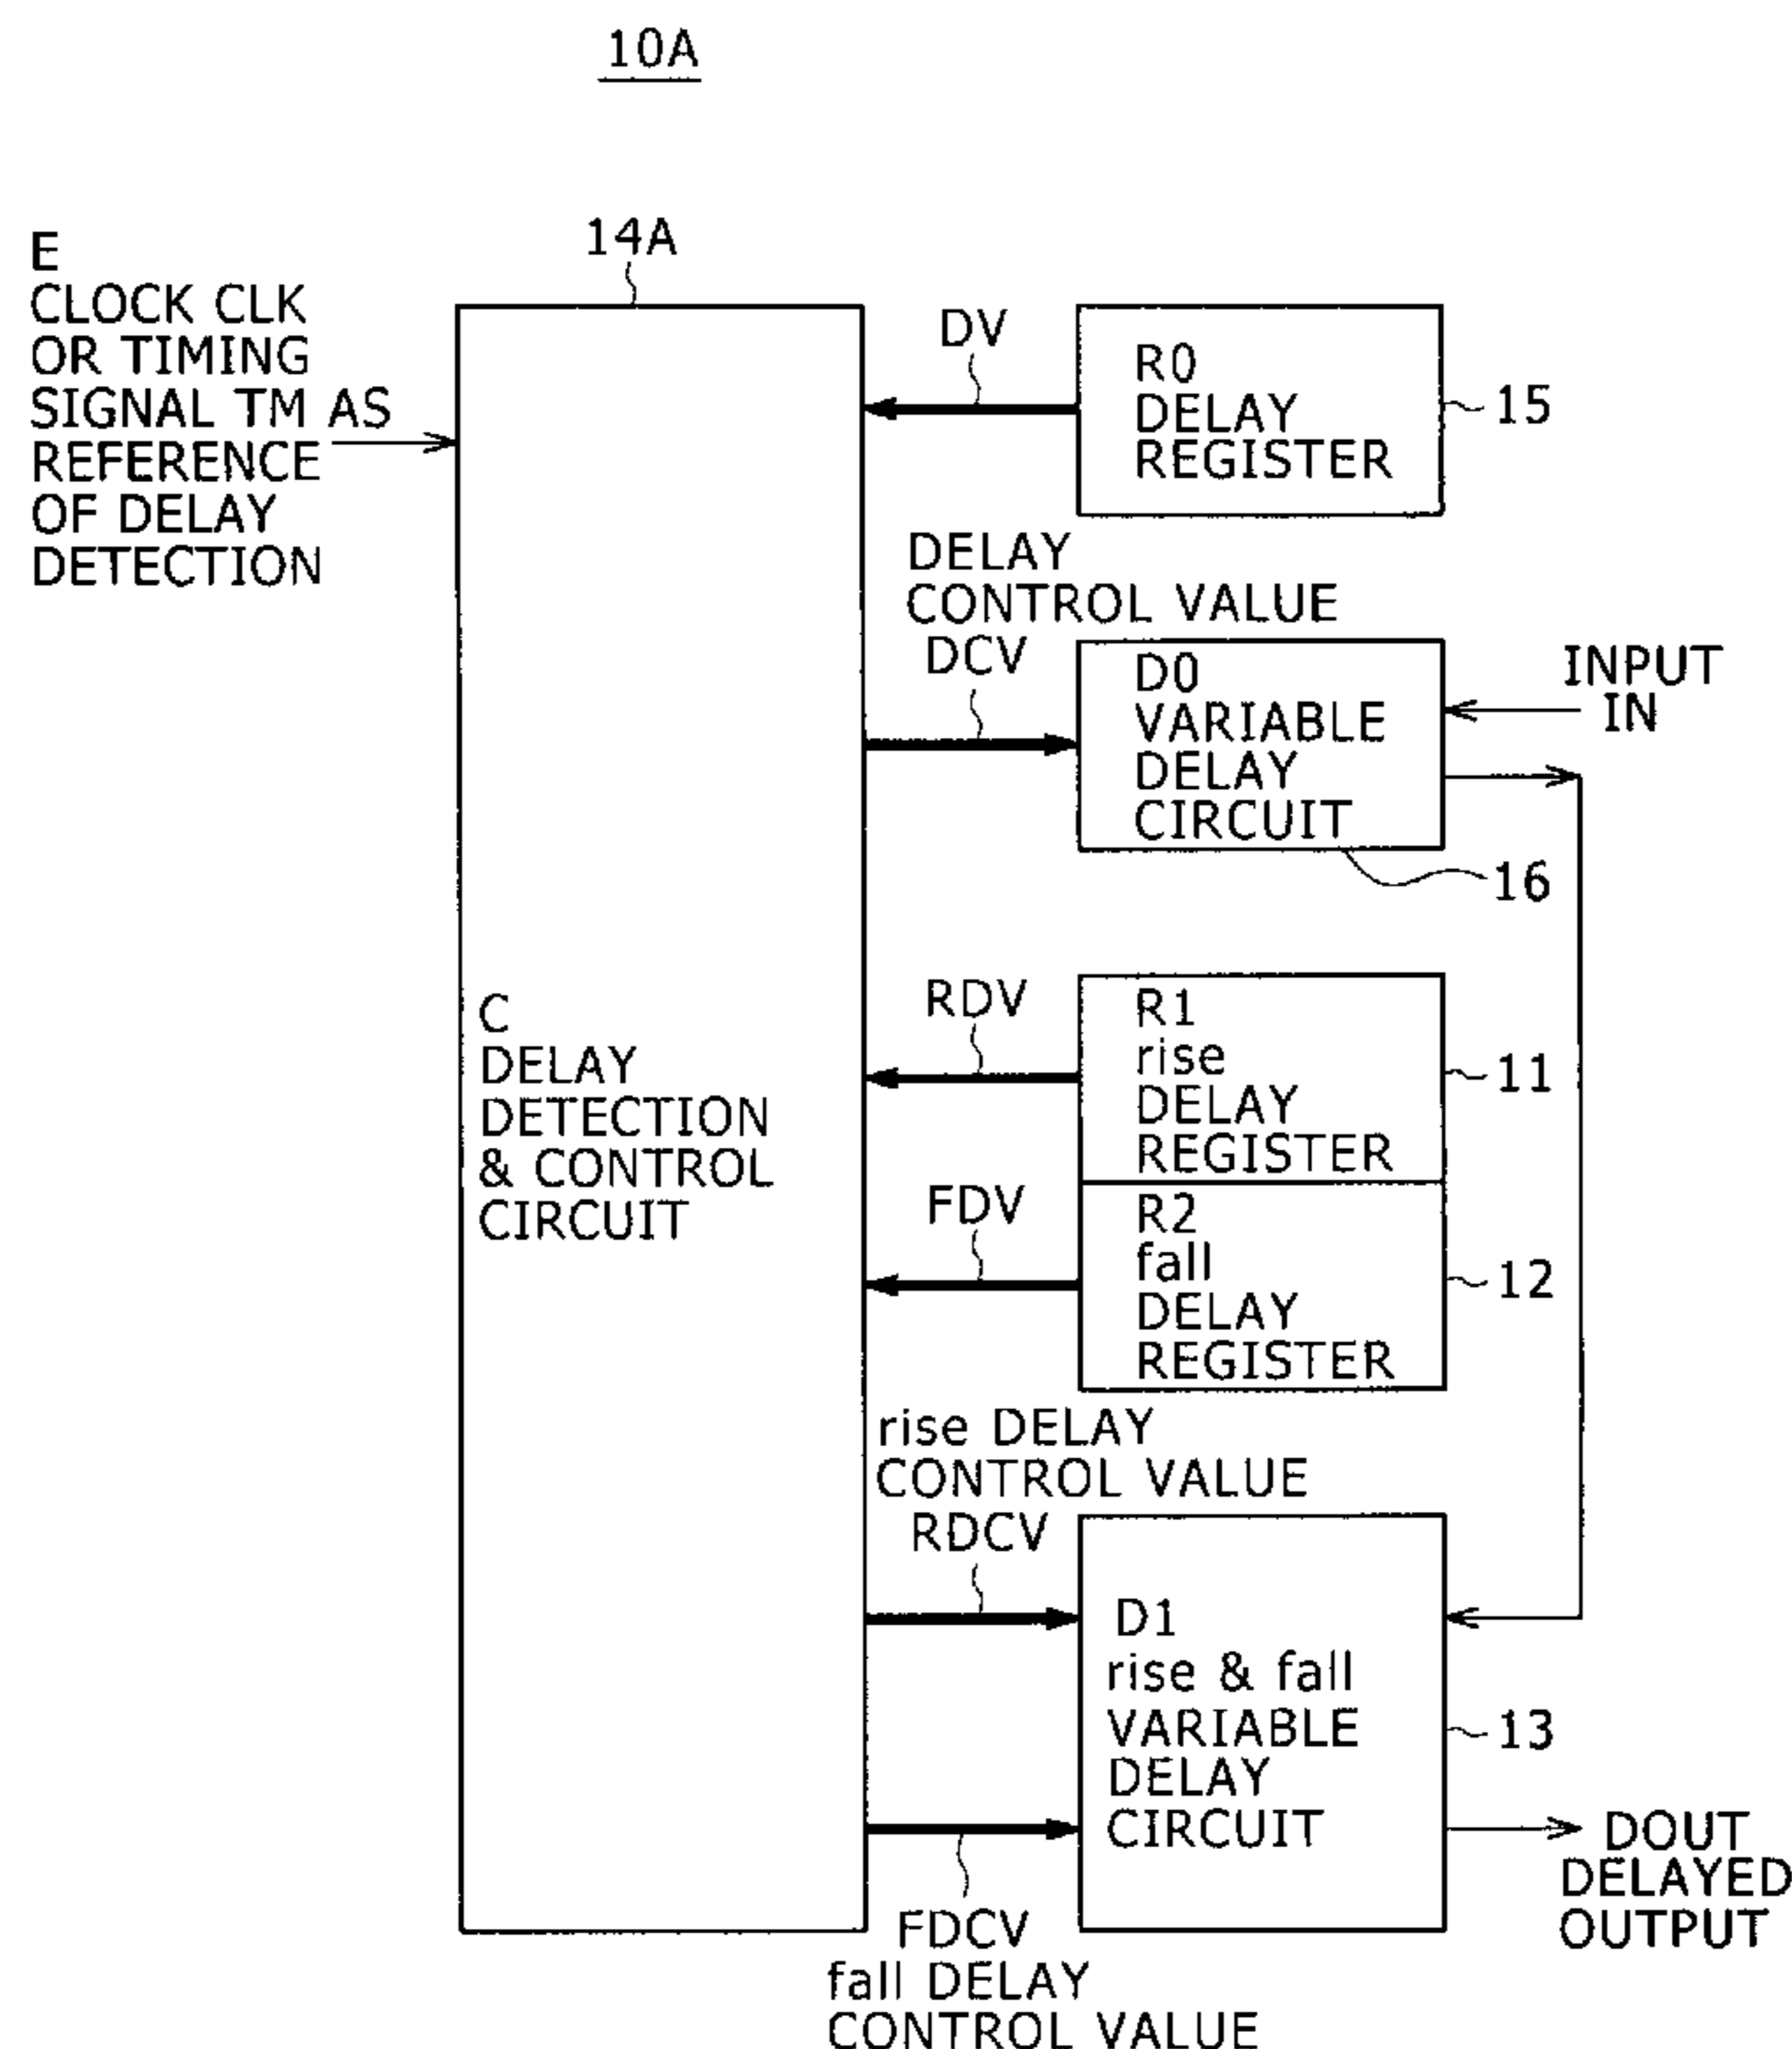 10A
14A
E
CLOCK CLK
OR TIMING
SIGNAL TM AS
REFERENCE
OF DELAY
DETECTION
DV
R0
DELAY
REGISTER
15
DELAY
CONTROL VALUE
DCV
D0
VARIABLE
DELAY
CIRCUIT
INPUT
IN
16
C
DELAY
DETECTION
& CONTROL
CIRCUIT
RDV
R1
rise
DELAY
REGISTER
11
FDV
R2
fall
DELAY
REGISTER
12
rise DELAY
CONTROL VALUE
RDCV
D1
rise & fall
VARIABLE
DELAY
CIRCUIT
13
DOUT
DELAYED
OUTPUT
FDCV
fall DELAY
CONTROL VALUE